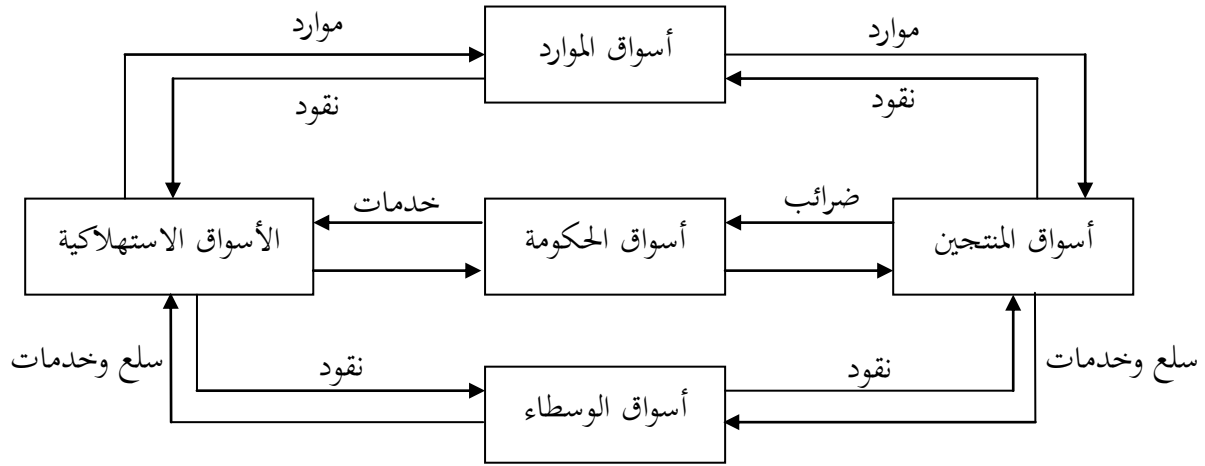 موارد
أسواق الموارد
موارد
نقود
نقود
ضرائب
خدمات
أسواق المنتجين
أسواق الحكومة
الأسواق الاستهلاكية
سلع وخدمات
نقود
نقود
سلع وخدمات
أسواق الوسطاء